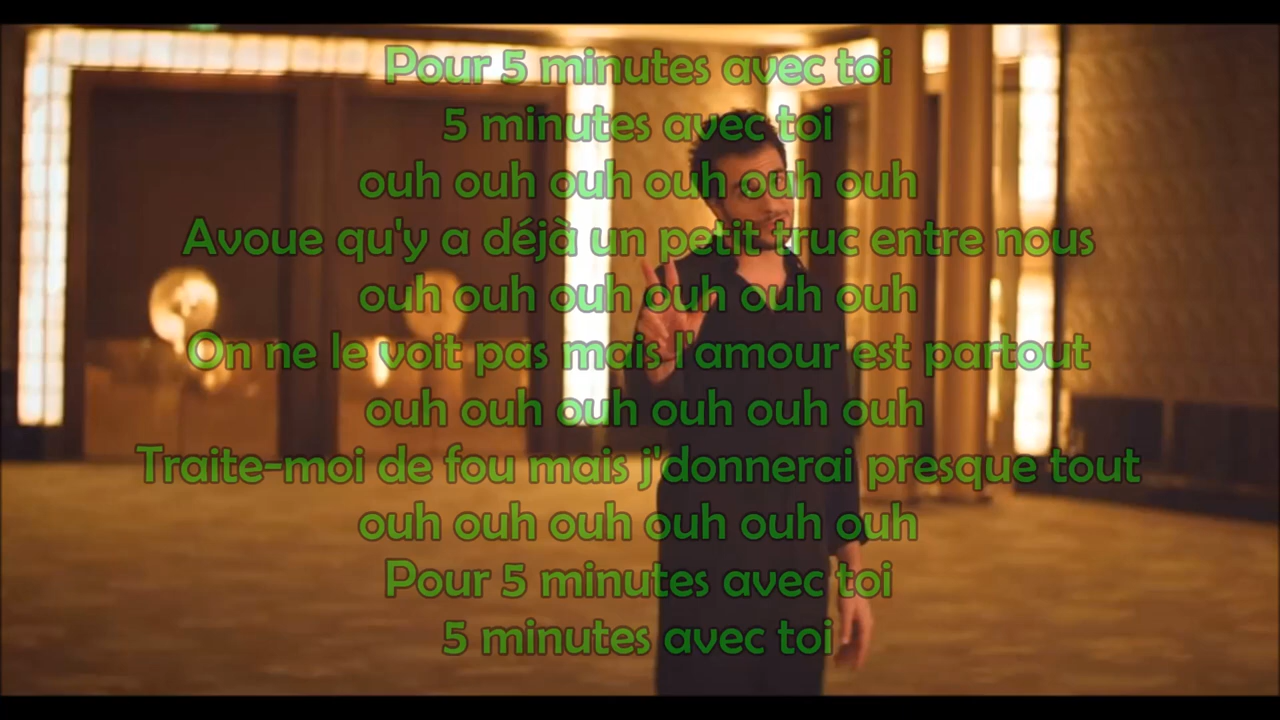 Pour 5 minutes avec toi
5 minutes avec toi
ouh ouh ouh ouh ouh ouh
Avoue qu'y a déjà un petit truc entre nous
ouh ouh ouh ouh ouh ouh
On ne le voit pas mais l'amour est partout
ouh ouh ouh ouh ouh ouh
Traite-moi de fou mais j'donnerai presque tout
ouh ouh ouh ouh ouh ouh
Pour 5 minutes avec toi
5 minutes avec toi